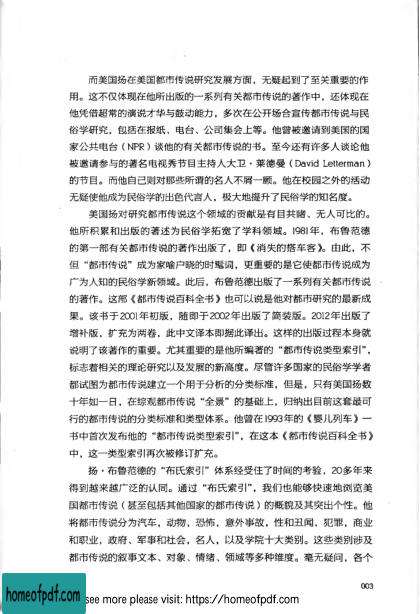 而美国扬在美国都市传说研究发展方面，无疑起到了至关重要的作
用。这不仅体现在他所出版的一系列有关都市传说的著作中，还体现在
他凭借超常的演说才华与鼓动能力，多次在公开场合宣传都市传说与民
俗学研究，包括在报纸、电台、公司集会上等。他曾被邀请到美国的国
家公共电台（NPR）谈他的有关都市传说的书。至今还有许多人谈论他
被邀请参与的著名电视秀节目主持人大卫·莱德曼（David Letterman）
的节目。而他自己则对那些所谓的名人不屑一顾。他在校园之外的活动
无疑使他成为民俗学的出色代言人，极大地提升了民俗学的知名度。
美国扬对研究都市传说这个领域的贡献是有目共睹、无人可比的。
他所积累和出版的著述为民俗学拓宽了学科领域。1981年，布鲁范德
的第一部有关都市传说的著作出版了，即《消失的搭车客》。由此，不
但“都市传说”成为家喻户晓的时髦词，更重要的是它使都市传说成为
广为人知的民俗学新领域。此后，布鲁范德出版了一系列有关都市传说
的著作。这部《都市传说百科全书》也可以说是他对都市研究的最新成
果。该书于2001年初版，随即于2002年出版了简装版。2012年出版了
增补版，扩充为两卷，此中文译本即据此译出。这样的出版过程本身就
说明了该著作的重要。尤其重要的是他所编著的“都市传说类型索引”，
标志着相关的理论研究以及发展的新高度。尽管许多国家的民俗学学者
都试图为都市传说建立一个用于分析的分类标准，但是，只有美国扬数
十年如一日，在综观都市传说“全景”的基础上，归纳出目前这套最可
行的都市传说的分类标准和类型体系。他曾在1993年的《婴儿列车》一
书中首次发布他的“都市传说类型索引”，在这本《都市传说百科全书》
中，这一类型索引再次被修订扩充。
扬·布鲁范德的“布氏索引”体系经受住了时间的考验，20多年来
得到越来越广泛的认同。通过“布氏索引”，我们也能够快速地浏览美
国都市传说（甚至包括其他国家的都市传说）的概貌及其突出个性。他
将都市传说分为汽车，动物，恐怖，意外事故，性和丑闻，犯罪，商业
和职业，政府、军事和社会，名人，以及学院十大类别。这些类别涉及
都市传说的叙事文本、对象、情绪、领域等多种维度。毫无疑问，各个
003
homeofpdf.com
see more please visit: https://homeofpdf.com